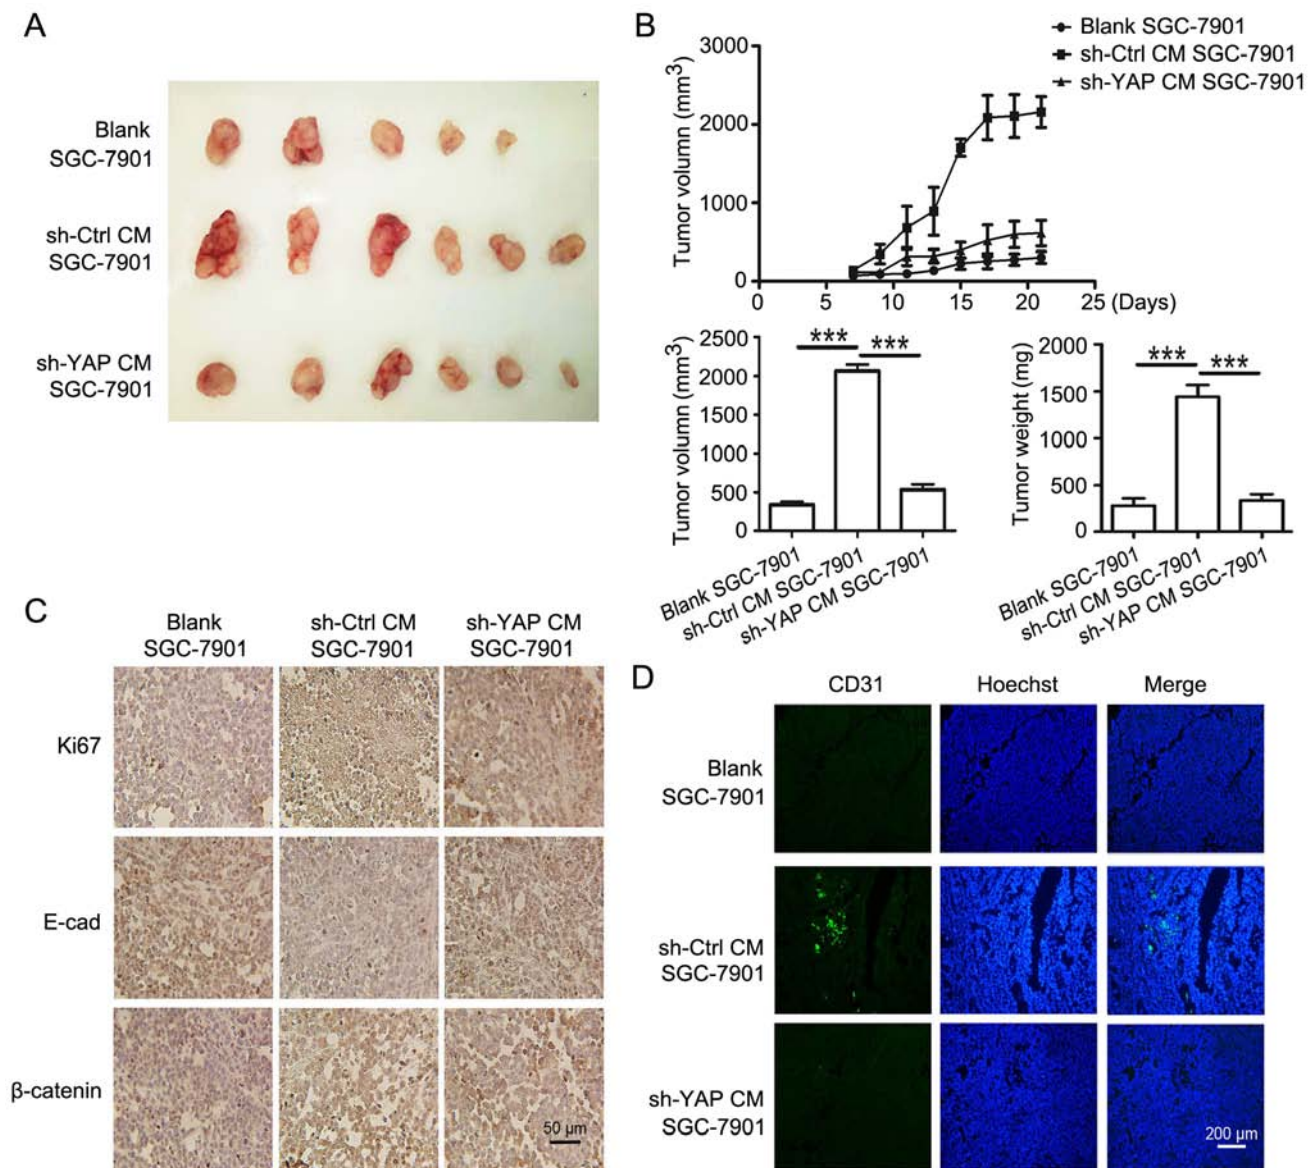 A
Blank
SGC-7901
sh-Ctrl CM
SGC-7901
sh-YAP CM
SGC-7901
B
Blank SGC-7901
sh-Ctrl CM SGC-7901
sh-YAP CM SGC-7901
Tumor volumn (mm³)
3000
2000
1000
0
0 5 10 15 20 25 (Days)
Tumor volumn (mm³)
2500
2000
1500
1000
500
0
*** ***
Blank SGC-7901
sh-Ctrl CM SGC-7901
sh-YAP CM SGC-7901
Tumor weight (mg)
2000
1500
1000
500
0
*** ***
Blank SGC-7901
sh-Ctrl CM SGC-7901
sh-YAP CM SGC-7901
C
Blank
SGC-7901
sh-Ctrl CM
SGC-7901
sh-YAP CM
SGC-7901
Ki67
E-cad
β-catenin
50 µm
D
CD31 Hoechst Merge
Blank
SGC-7901
sh-Ctrl CM
SGC-7901
sh-YAP CM
SGC-7901
200 µm